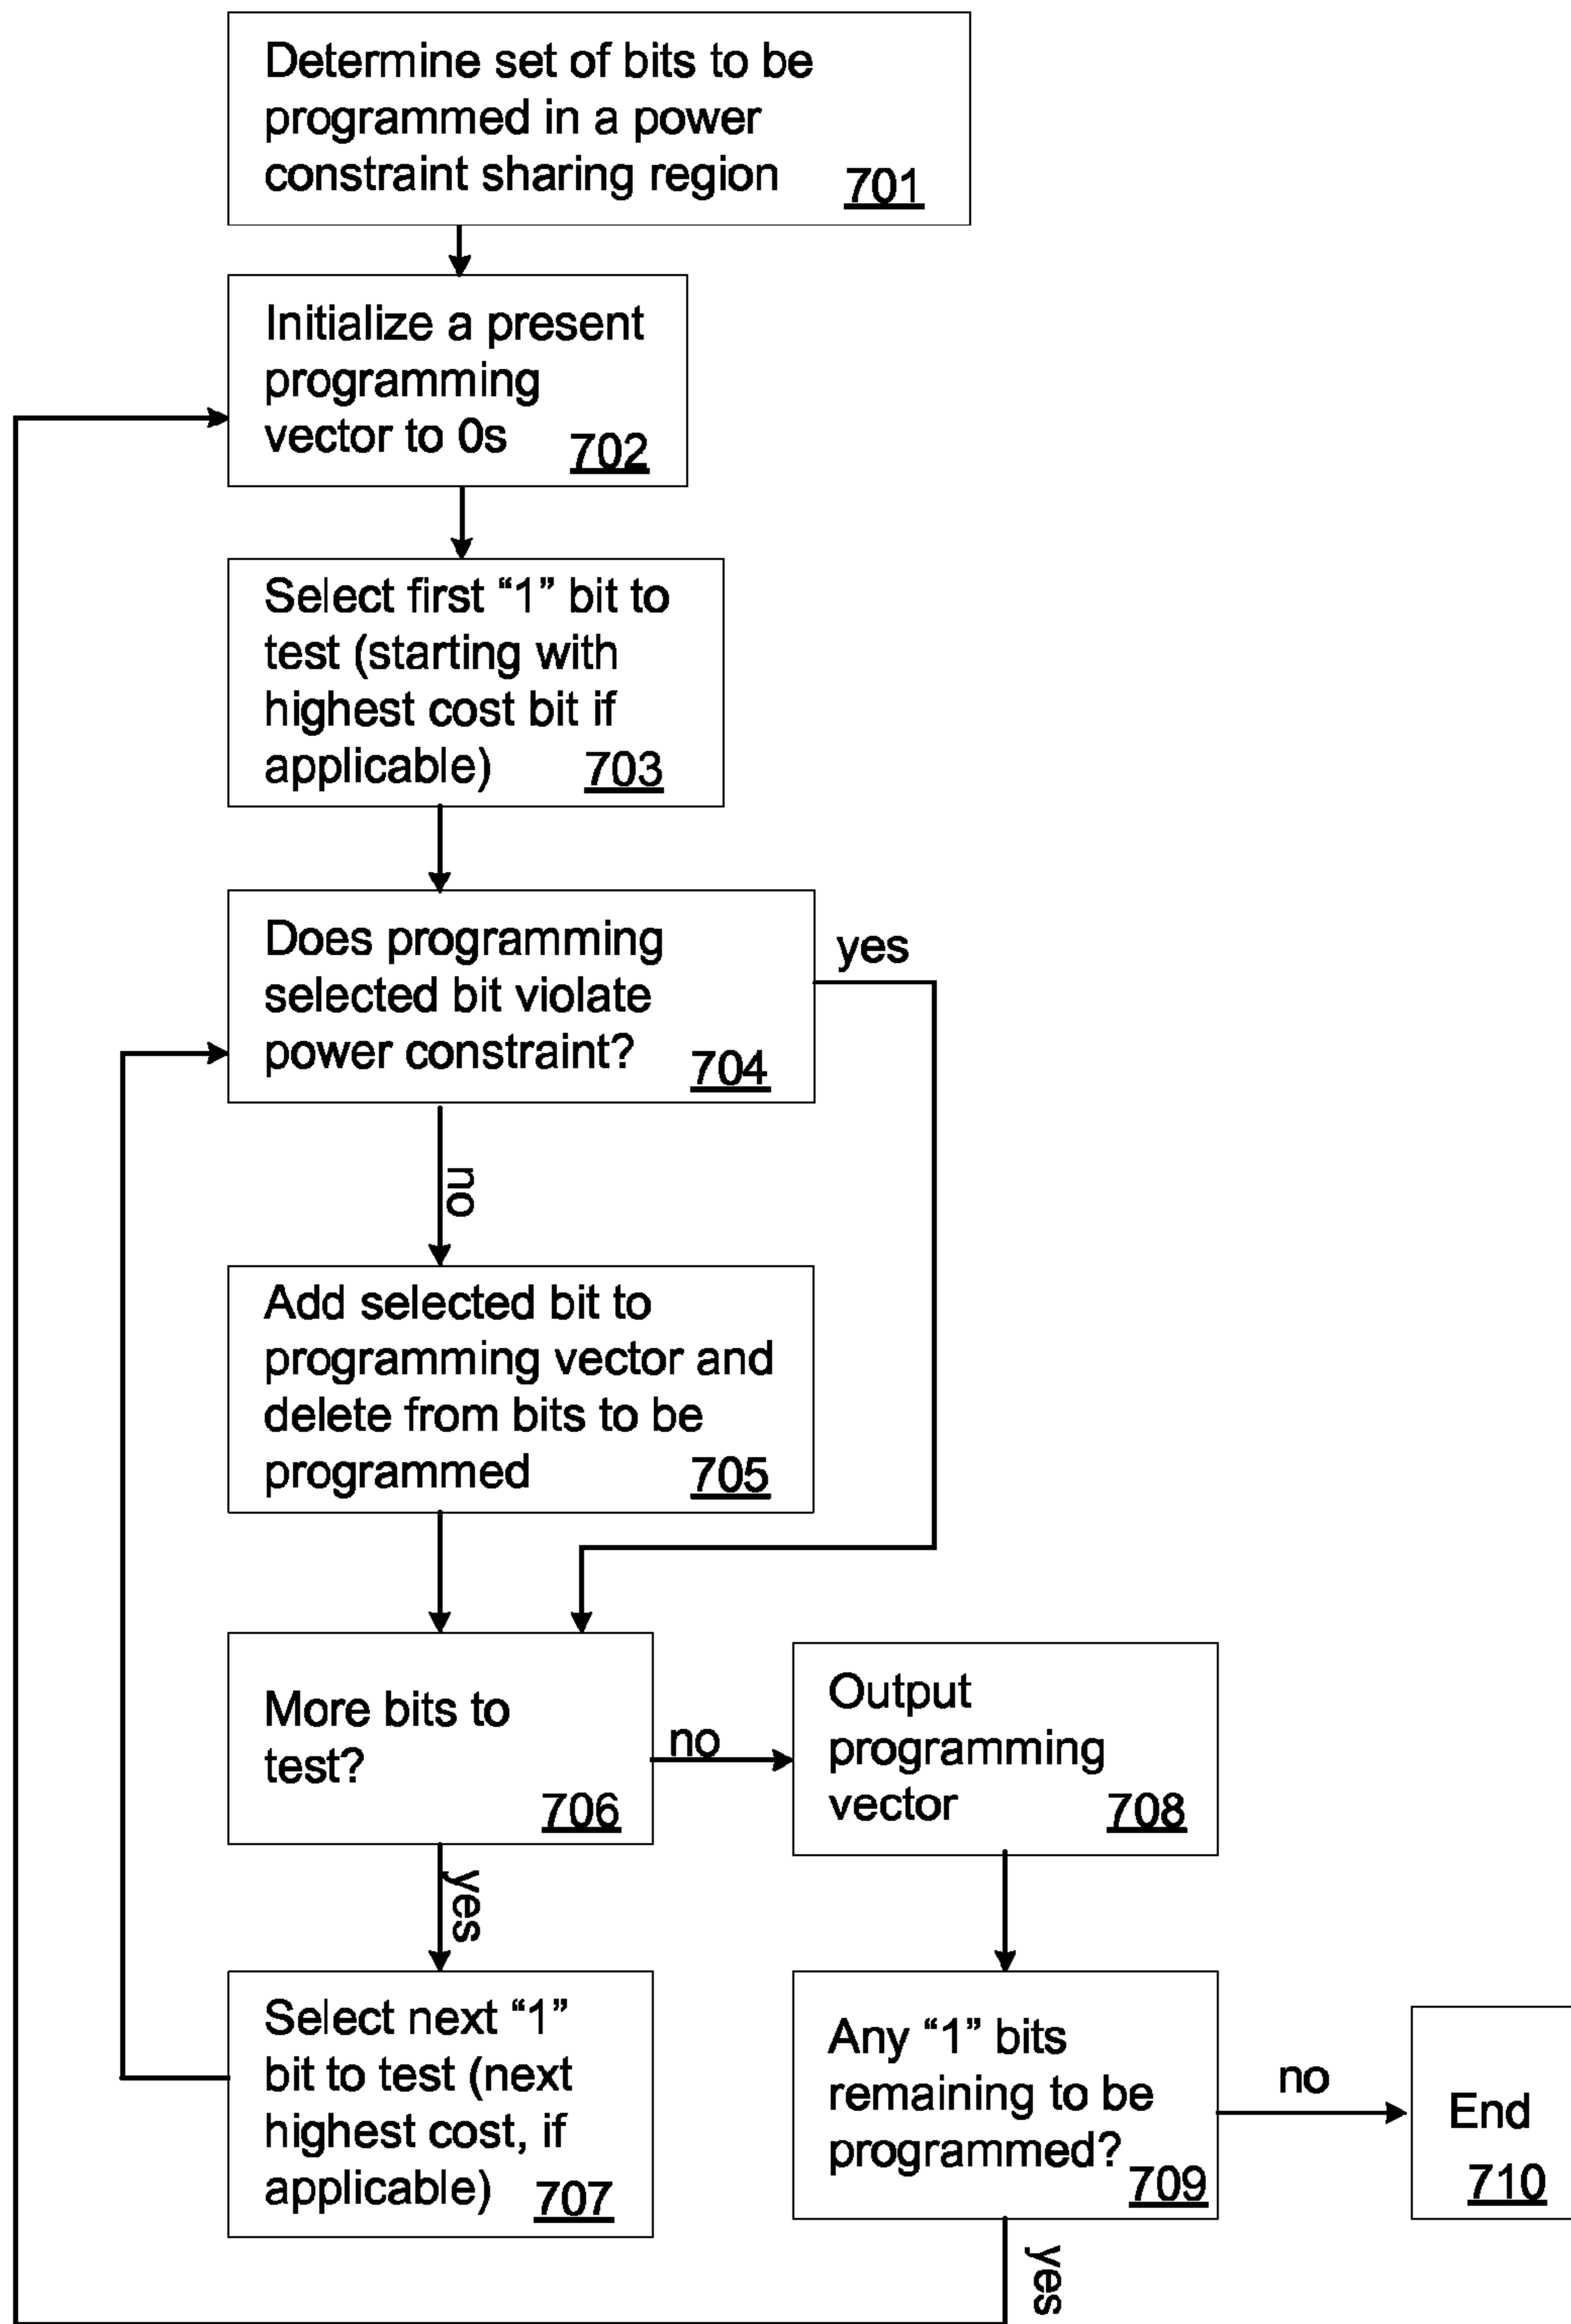 Determine set of bits to be
programmed in a power
constraint sharing region
701
Initialize a present
programming
vector to 0s
702
Select first “1” bit to
test (starting with
highest cost bit if
applicable)
703
Does programming
selected bit violate
power constraint?
704
yes
no
Add selected bit to
programming vector and
delete from bits to be
programmed
705
More bits to
test?
706
no
yes
Output
programming
vector
708
Select next “1”
bit to test (next
highest cost, if
applicable)
707
Any “1” bits
remaining to be
programmed?
709
no
yes
End
710